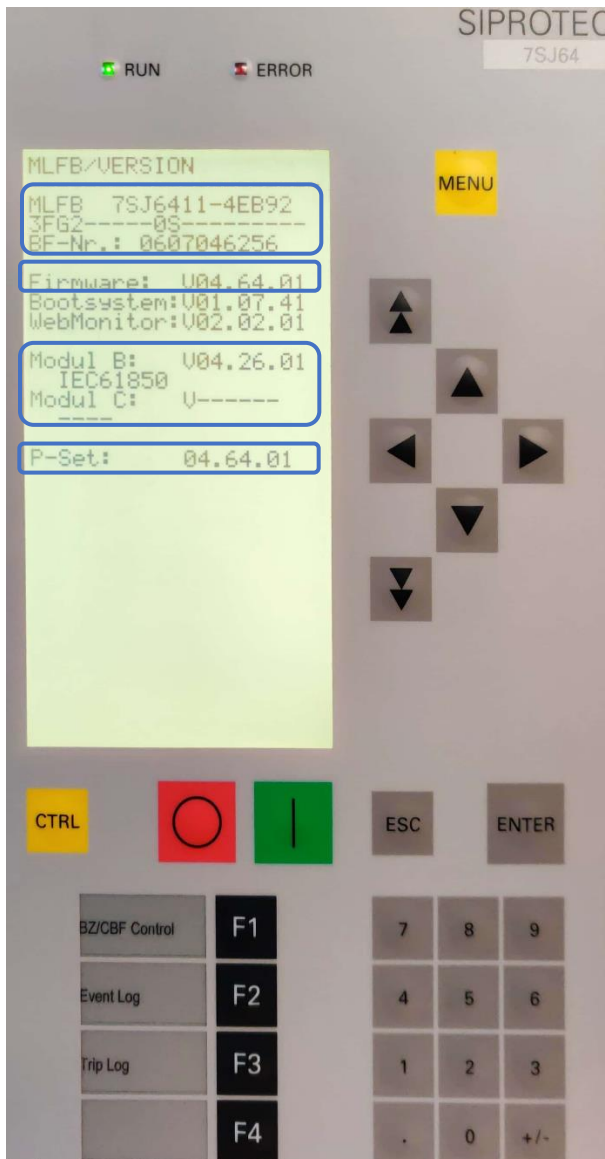 SIPROTEC
7SJ64
RUN
ERROR
MLFB/VERSION
MENU
MLFB 7SJ6411-4EB92
3FG2-----0S----------
BF-Nr.: 0607046256
Firmware: V04.64.01
Bootsystem:V01.07.41
WebMonitor:V02.02.01
Modul B: V04.26.01
IEC61850
Modul C: V------
----
P-Set: 04.64.01
CTRL
ESC
ENTER
BZ/CBF Control F1
7 8 9
Event Log F2
4 5 6
Trip Log F3
1 2 3
F4
. 0 +/-